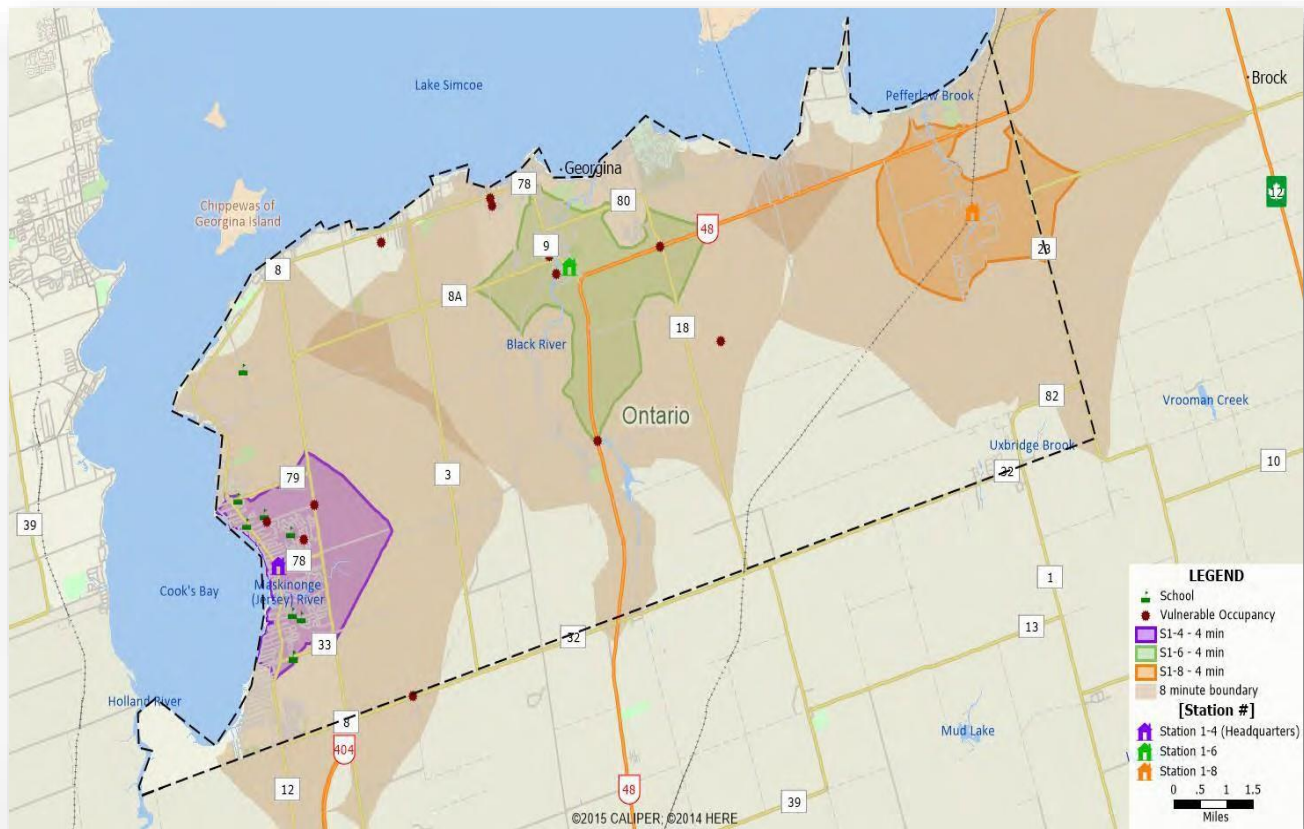 Lake Simcoe
Pefferlaw Brook
Brock
Georgina
78
80
Chippewas of
Georgina Island
12
48
9
23
8
8A
18
Black River
Ontario
82
Vrooman Creek
Uxbridge Brook
32
10
79
3
39
78
Cook's Bay
Maskinonge
(Jersey) River
1
13
32
33
Holland River
8
404
Mud Lake
12
48
39
©2015 CALIPER; ©2014 HERE
LEGEND
School
Vulnerable Occupancy
S1-4 - 4 min
S1-6 - 4 min
S1-8 - 4 min
8 minute boundary
[Station #]
Station 1-4 (Headquarters)
Station 1-6
Station 1-8
0 .5 1 1.5
Miles